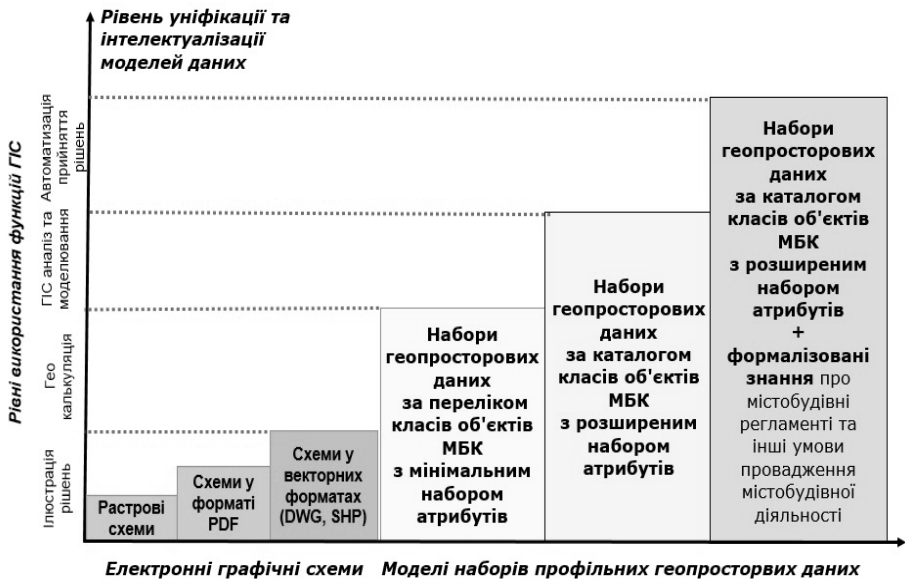 Рівень уніфікації та
інтелектуалізації
моделей даних
Рівні використання функцій ГІС
Автоматизація
прийняття
рішень
ГІС аналіз та
моделювання
Гео
калькуляція
Ілюстрація
рішень
Растрові
схеми
Схеми у
форматі
PDF
Схеми у
векторних
форматах
(DWG, SHP)
Набори
геопросторових
даних
за переліком
класів об'єктів
МБК
з мінімальним
набором
атрибутів
Набори
геопросторових
даних
за каталогом
класів об'єктів
МБК
з розширеним
набором
атрибутів
Набори
геопросторових
даних
за каталогом
класів об'єктів
МБК
з розширеним
набором
атрибутів
+
формалізовані
знання про
містобудівні
регламенті та
інші умови
провадження
містобудівної
діяльності
Електронні графічні схеми
Моделі наборів профільних геопросторвих даних